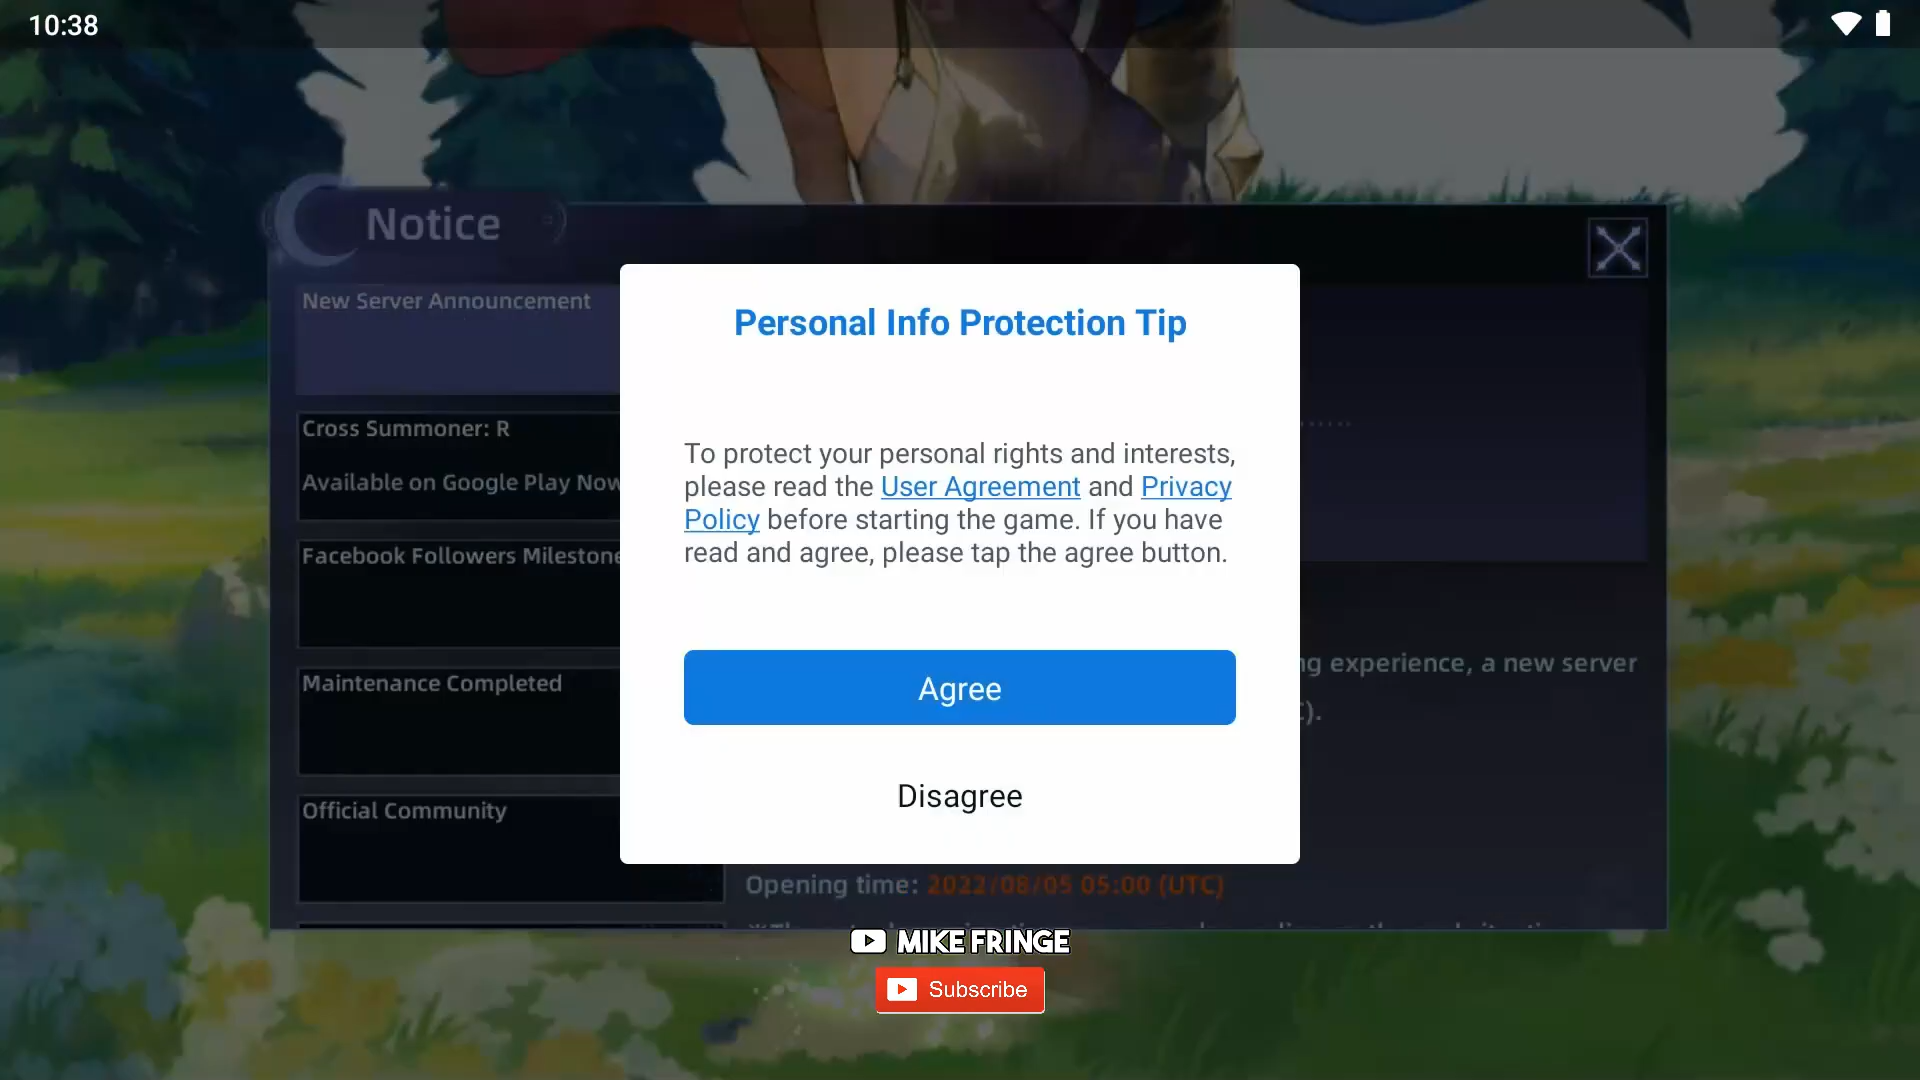 10:38
Notice
New Server Announcement
Cross Summoner: R
Available on Google Play Now
Facebook Followers Milestone
Maintenance Completed
Official Community
Personal Info Protection Tip
To protect your personal rights and interests,
please read the User Agreement and Privacy
Policy before starting the game. If you have
read and agree, please tap the agree button.
Agree
Disagree
experience, a new server
Opening time: 2022/08/05 05:00 (UTC)
MIKE FRINGE
Subscribe